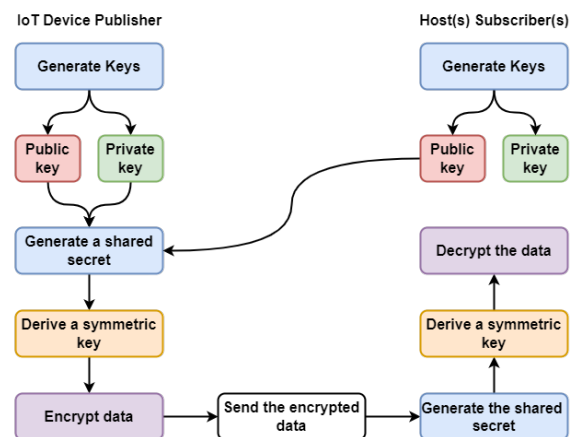 IoT Device Publisher
Host(s) Subscriber(s)
Generate Keys
Generate Keys
Public
key
Private
key
Public
key
Private
key
Generate a shared
secret
Decrypt the data
Derive a symmetric
key
Derive a symmetric
key
Encrypt data
Send the encrypted
data
Generate the shared
secret